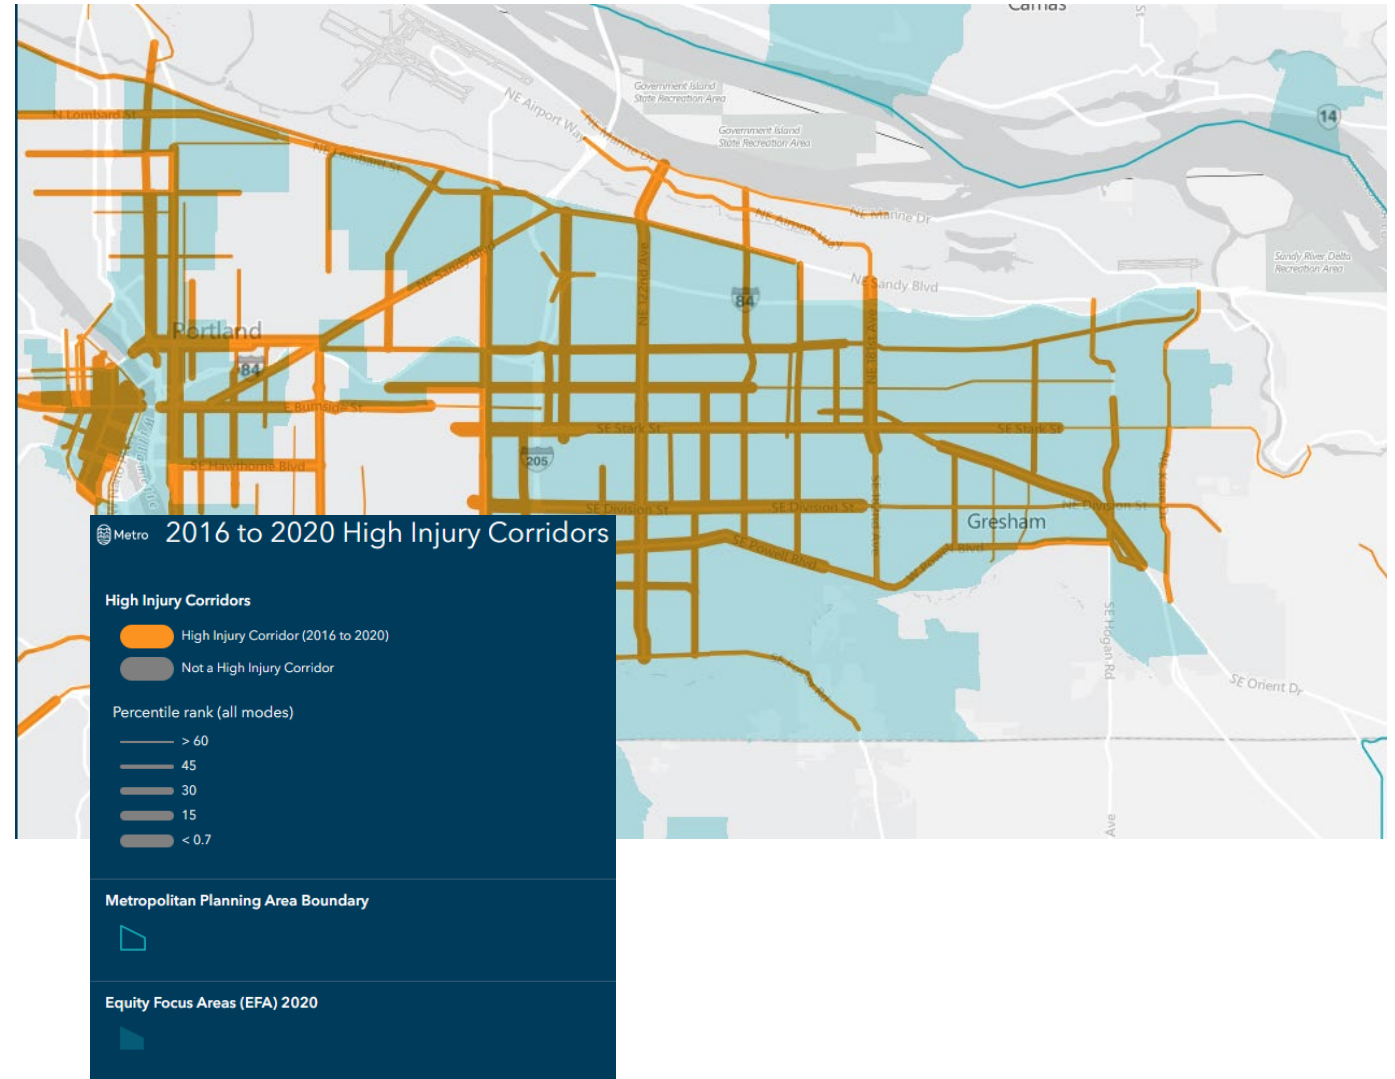 Camas
St
Government Island
State Recreation Area
NE Airport Way
NE Marine Dr
Government Island
State Recreation Area
14
N Lombard St
NE Lombard St
NE Marine Dr
NE Airport Way
NE 122nd Ave
NE Sandy Blvd
Sandy River Delta
Recreation Area
NE Sandy Blvd
84
Portland
NE 181st Ave
84
E Burnside St
SE Stark St
SE Stark St
205
SE Hawthorne Blvd
SE Division St
SE Division St
NE Division St
Gresham
SE Powell Blvd
W Powell Blvd
SE Hogan Rd
SE Orient Dr
Ave
Metro
2016 to 2020 High Injury Corridors
High Injury Corridors
High Injury Corridor (2016 to 2020)
Not a High Injury Corridor
Percentile rank (all modes)
> 60
45
30
15
< 0.7
Metropolitan Planning Area Boundary
Equity Focus Areas (EFA) 2020